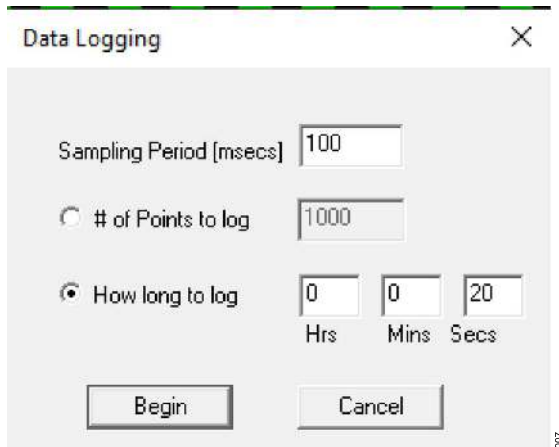 Data Logging
Sampling Period [msecs] 100
# of Points to log 1000
How long to log 0 0 20
Hrs Mins Secs
Begin Cancel